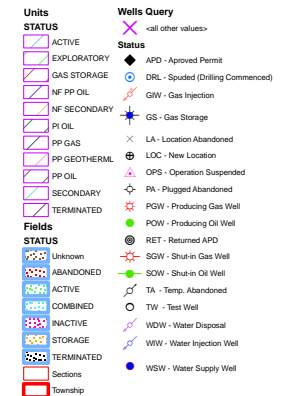 Units
STATUS
ACTIVE
EXPLORATORY
GAS STORAGE
NF PP OIL
NF SECONDARY
PI OIL
PP GAS
PP GEOTHERML
PP OIL
SECONDARY
TERMINATED
Fields
STATUS
Unknown
ABANDONED
ACTIVE
COMBINED
INACTIVE
STORAGE
TERMINATED
Sections
Township
Wells Query
<all other values>
Status
APD - Aproved Permit
DRL - Spuded (Drilling Commenced)
GIW - Gas Injection
GS - Gas Storage
LA - Location Abandoned
LOC - New Location
OPS - Operation Suspended
PA - Plugged Abandoned
PGW - Producing Gas Well
POW - Producing Oil Well
RET - Returned APD
SGW - Shut-in Gas Well
SOW - Shut-in Oil Well
TA - Temp. Abandoned
TW - Test Well
WDW - Water Disposal
WIW - Water Injection Well
WSW - Water Supply Well